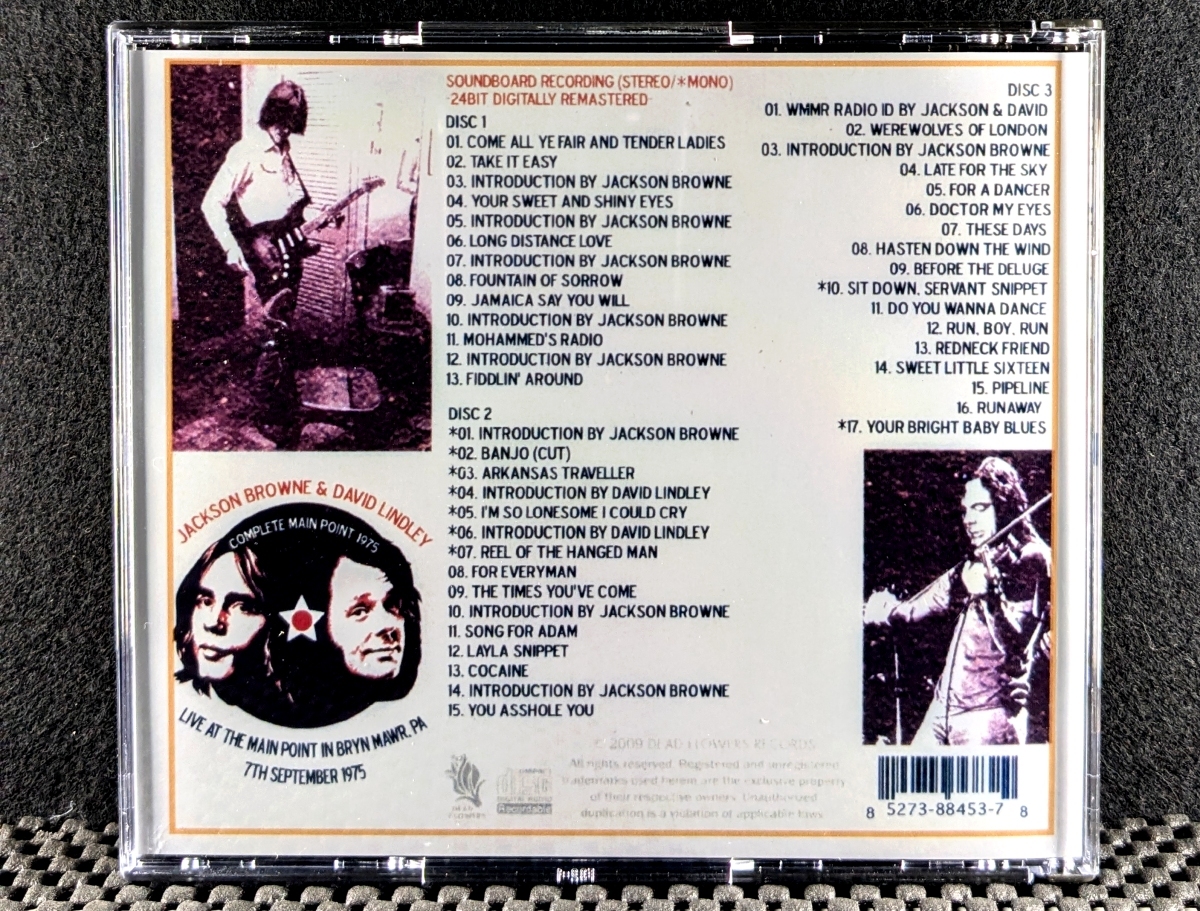 SOUNDBOARD RECORDING (STEREO/*MONO)
-24BIT DIGITALLY REMASTERED-
DISC 1
01. COME ALL YE FAIR AND TENDER LADIES
02. TAKE IT EASY
03. INTRODUCTION BY JACKSON BROWNE
04. YOUR SWEET AND SHINY EYES
05. INTRODUCTION BY JACKSON BROWNE
06. LONG DISTANCE LOVE
07. INTRODUCTION BY JACKSON BROWNE
08. FOUNTAIN OF SORROW
09. JAMAICA SAY YOU WILL
10. INTRODUCTION BY JACKSON BROWNE
11. MOHAMMED'S RADIO
12. INTRODUCTION BY JACKSON BROWNE
13. FIDDLIN' AROUND
DISC 2
*01. INTRODUCTION BY JACKSON BROWNE
*02. BANJO (CUT)
*03. ARKANSAS TRAVELLER
*04. INTRODUCTION BY DAVID LINDLEY
*05. I'M SO LONESOME I COULD CRY
*06. INTRODUCTION BY DAVID LINDLEY
*07. REEL OF THE HANGED MAN
08. FOR EVERYMAN
09. THE TIMES YOU'VE COME
10. INTRODUCTION BY JACKSON BROWNE
11. SONG FOR ADAM
12. LAYLA SNIPPET
13. COCAINE
14. INTRODUCTION BY JACKSON BROWNE
15. YOU ASSHOLE YOU
DISC 3
01. WMMR RADIO ID BY JACKSON & DAVID
02. WEREWOLVES OF LONDON
03. INTRODUCTION BY JACKSON BROWNE
04. LATE FOR THE SKY
05. FOR A DANCER
06. DOCTOR MY EYES
07. THESE DAYS
08. HASTEN DOWN THE WIND
09. BEFORE THE DELUGE
*10. SIT DOWN, SERVANT SNIPPET
11. DO YOU WANNA DANCE
12. RUN, BOY, RUN
13. REDNECK FRIEND
14. SWEET LITTLE SIXTEEN
15. PIPELINE
16. RUNAWAY
*17. YOUR BRIGHT BABY BLUES
JACKSON BROWNE & DAVID LINDLEY
COMPLETE MAIN POINT 1975
LIVE AT THE MAIN POINT IN BRYN MAWR, PA
7TH SEPTEMBER 1975
© 2009 DEAD FLOWERS RECORDS
All rights reserved. Registered and unregistered
trademarks used herein are the exclusive property
of their respective owners. Unauthorized
duplication is a violation of applicable laws
DIGITAL AUDIO
Recordable
8 5273-88453-7 8